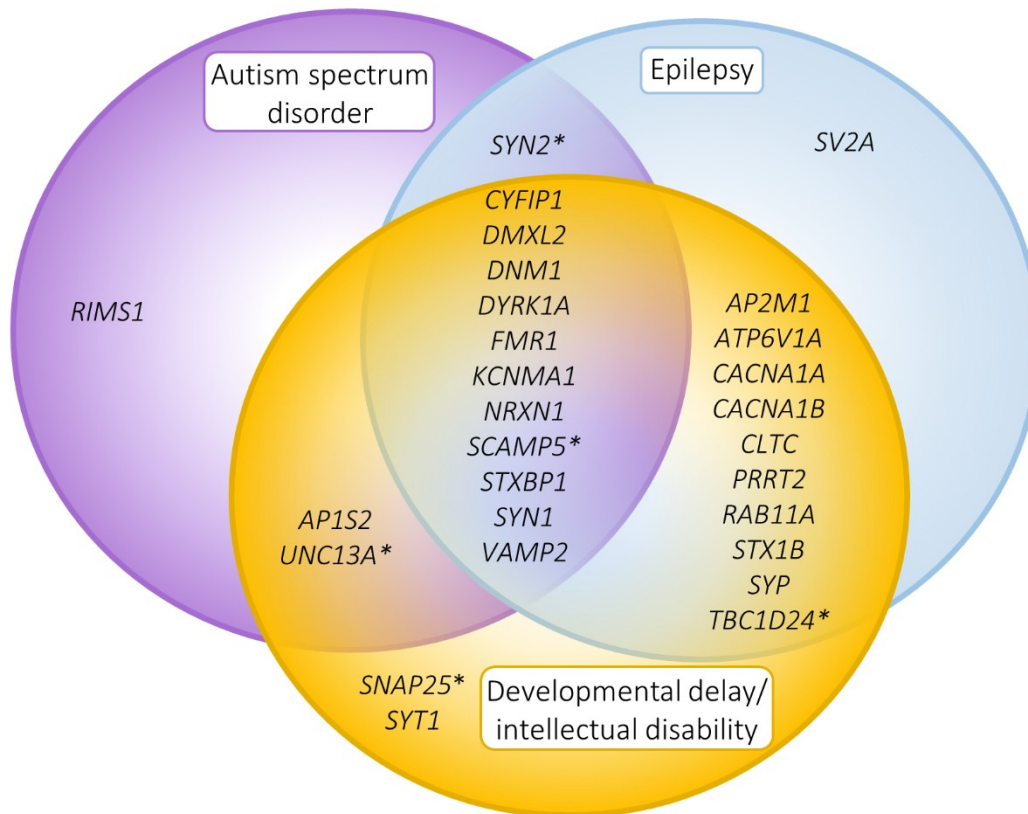 Autism spectrum
disorder
Epilepsy
SYN2*
SV2A
CYFIP1
DMXL2
DNM1
DYRK1A
FMR1
KCNMA1
NRXN1
SCAMP5*
STXBP1
SYN1
VAMP2
RIMS1
AP2M1
ATP6V1A
CACNA1A
CACNA1B
CLTC
PRRT2
RAB11A
STX1B
SYP
TBC1D24*
AP1S2
UNC13A*
SNAP25*
SYT1
Developmental delay/
intellectual disability